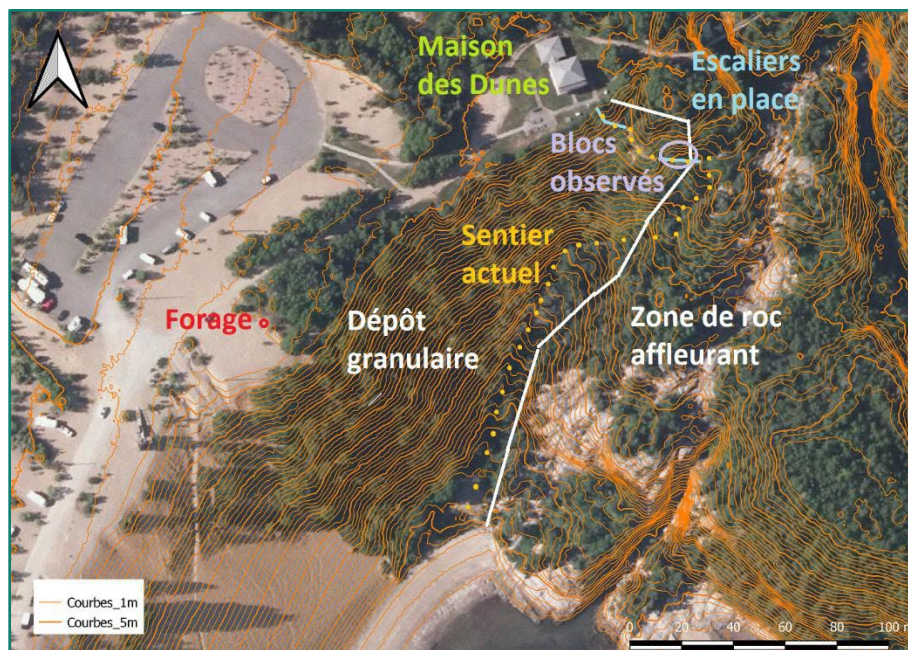 Maison
des Dunes
Escaliers
en place
Blocs
observés
Sentier
actuel
Forage
Dépôt
granulaire
Zone de roc
affleurant
Courbes_1m
Courbes_5m
0 20 40 60 80 100 m